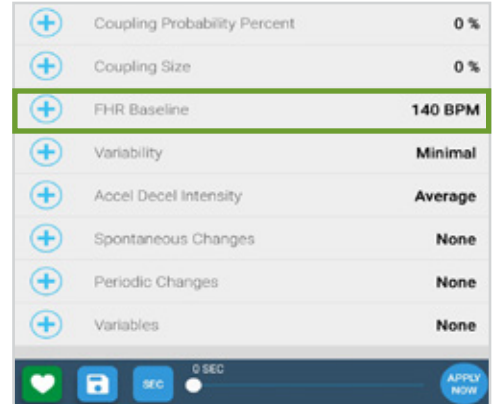 Coupling Probability Percent 0 %
Coupling Size 0 %
FHR Baseline 140 BPM
Variability Minimal
Accel Decel Intensity Average
Spontaneous Changes None
Periodic Changes None
Variables None
0 SEC
SEC
APPLY
NOW